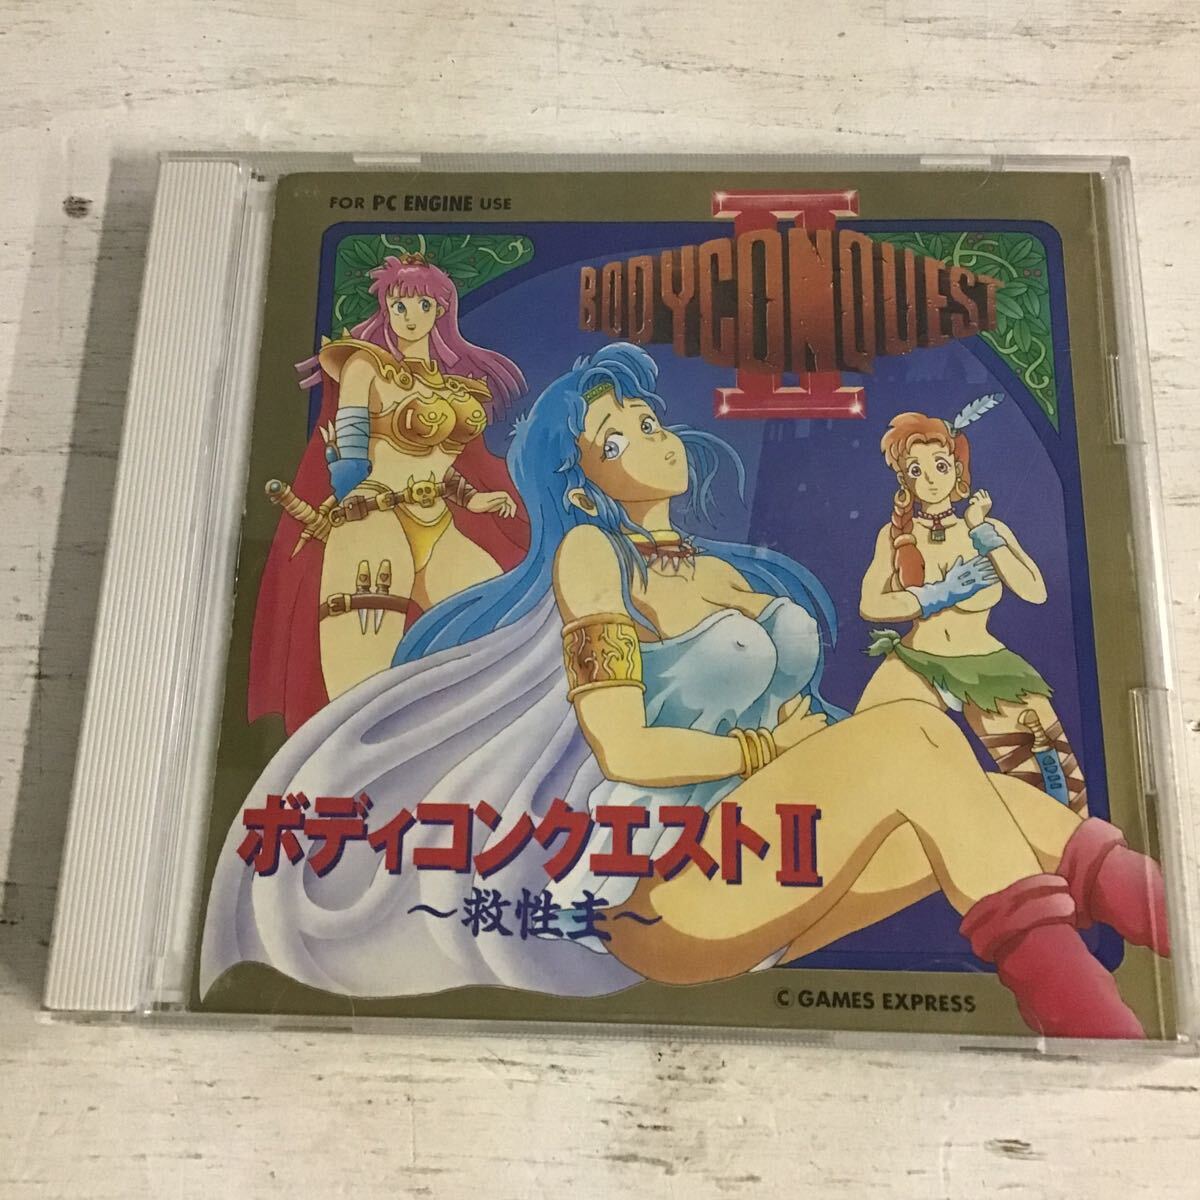 FOR PC ENGINE USE
II
BODYCONQUEST
ボディコンクエストⅡ
～救性主～
© GAMES EXPRESS